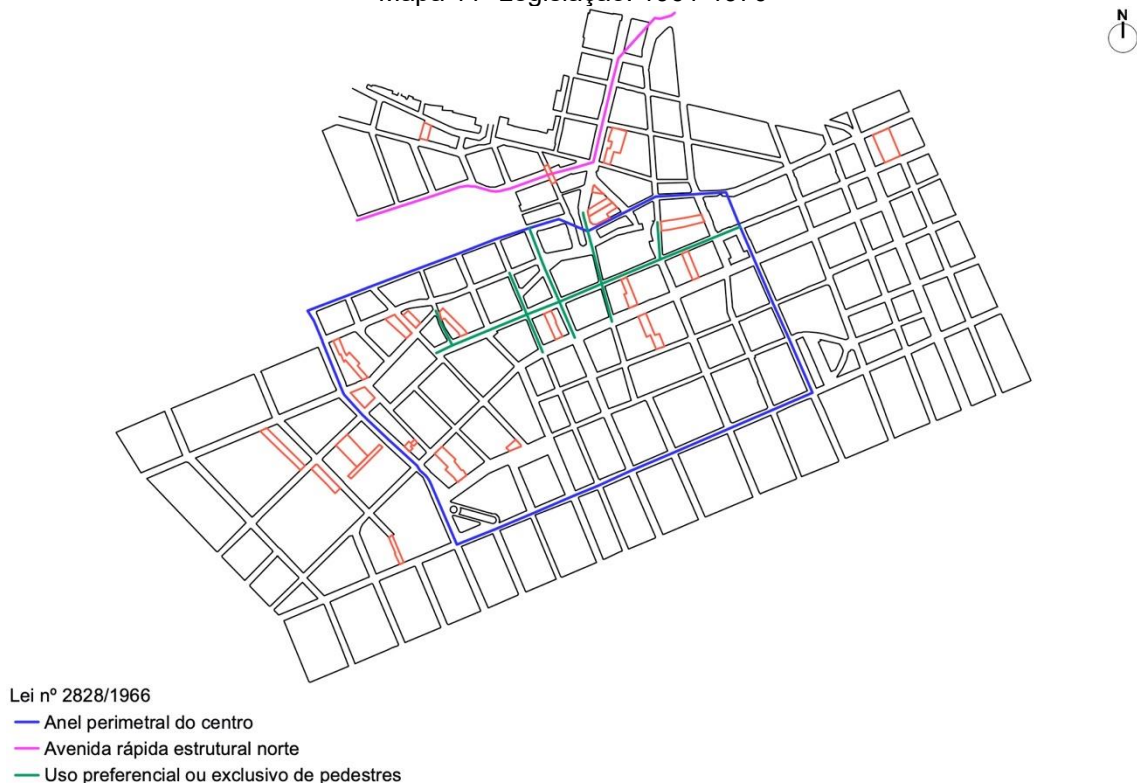 N
Lei nº 2828/1966
Anel perimetral do centro
Avenida rápida estrutural norte
Uso preferencial ou exclusivo de pedestres